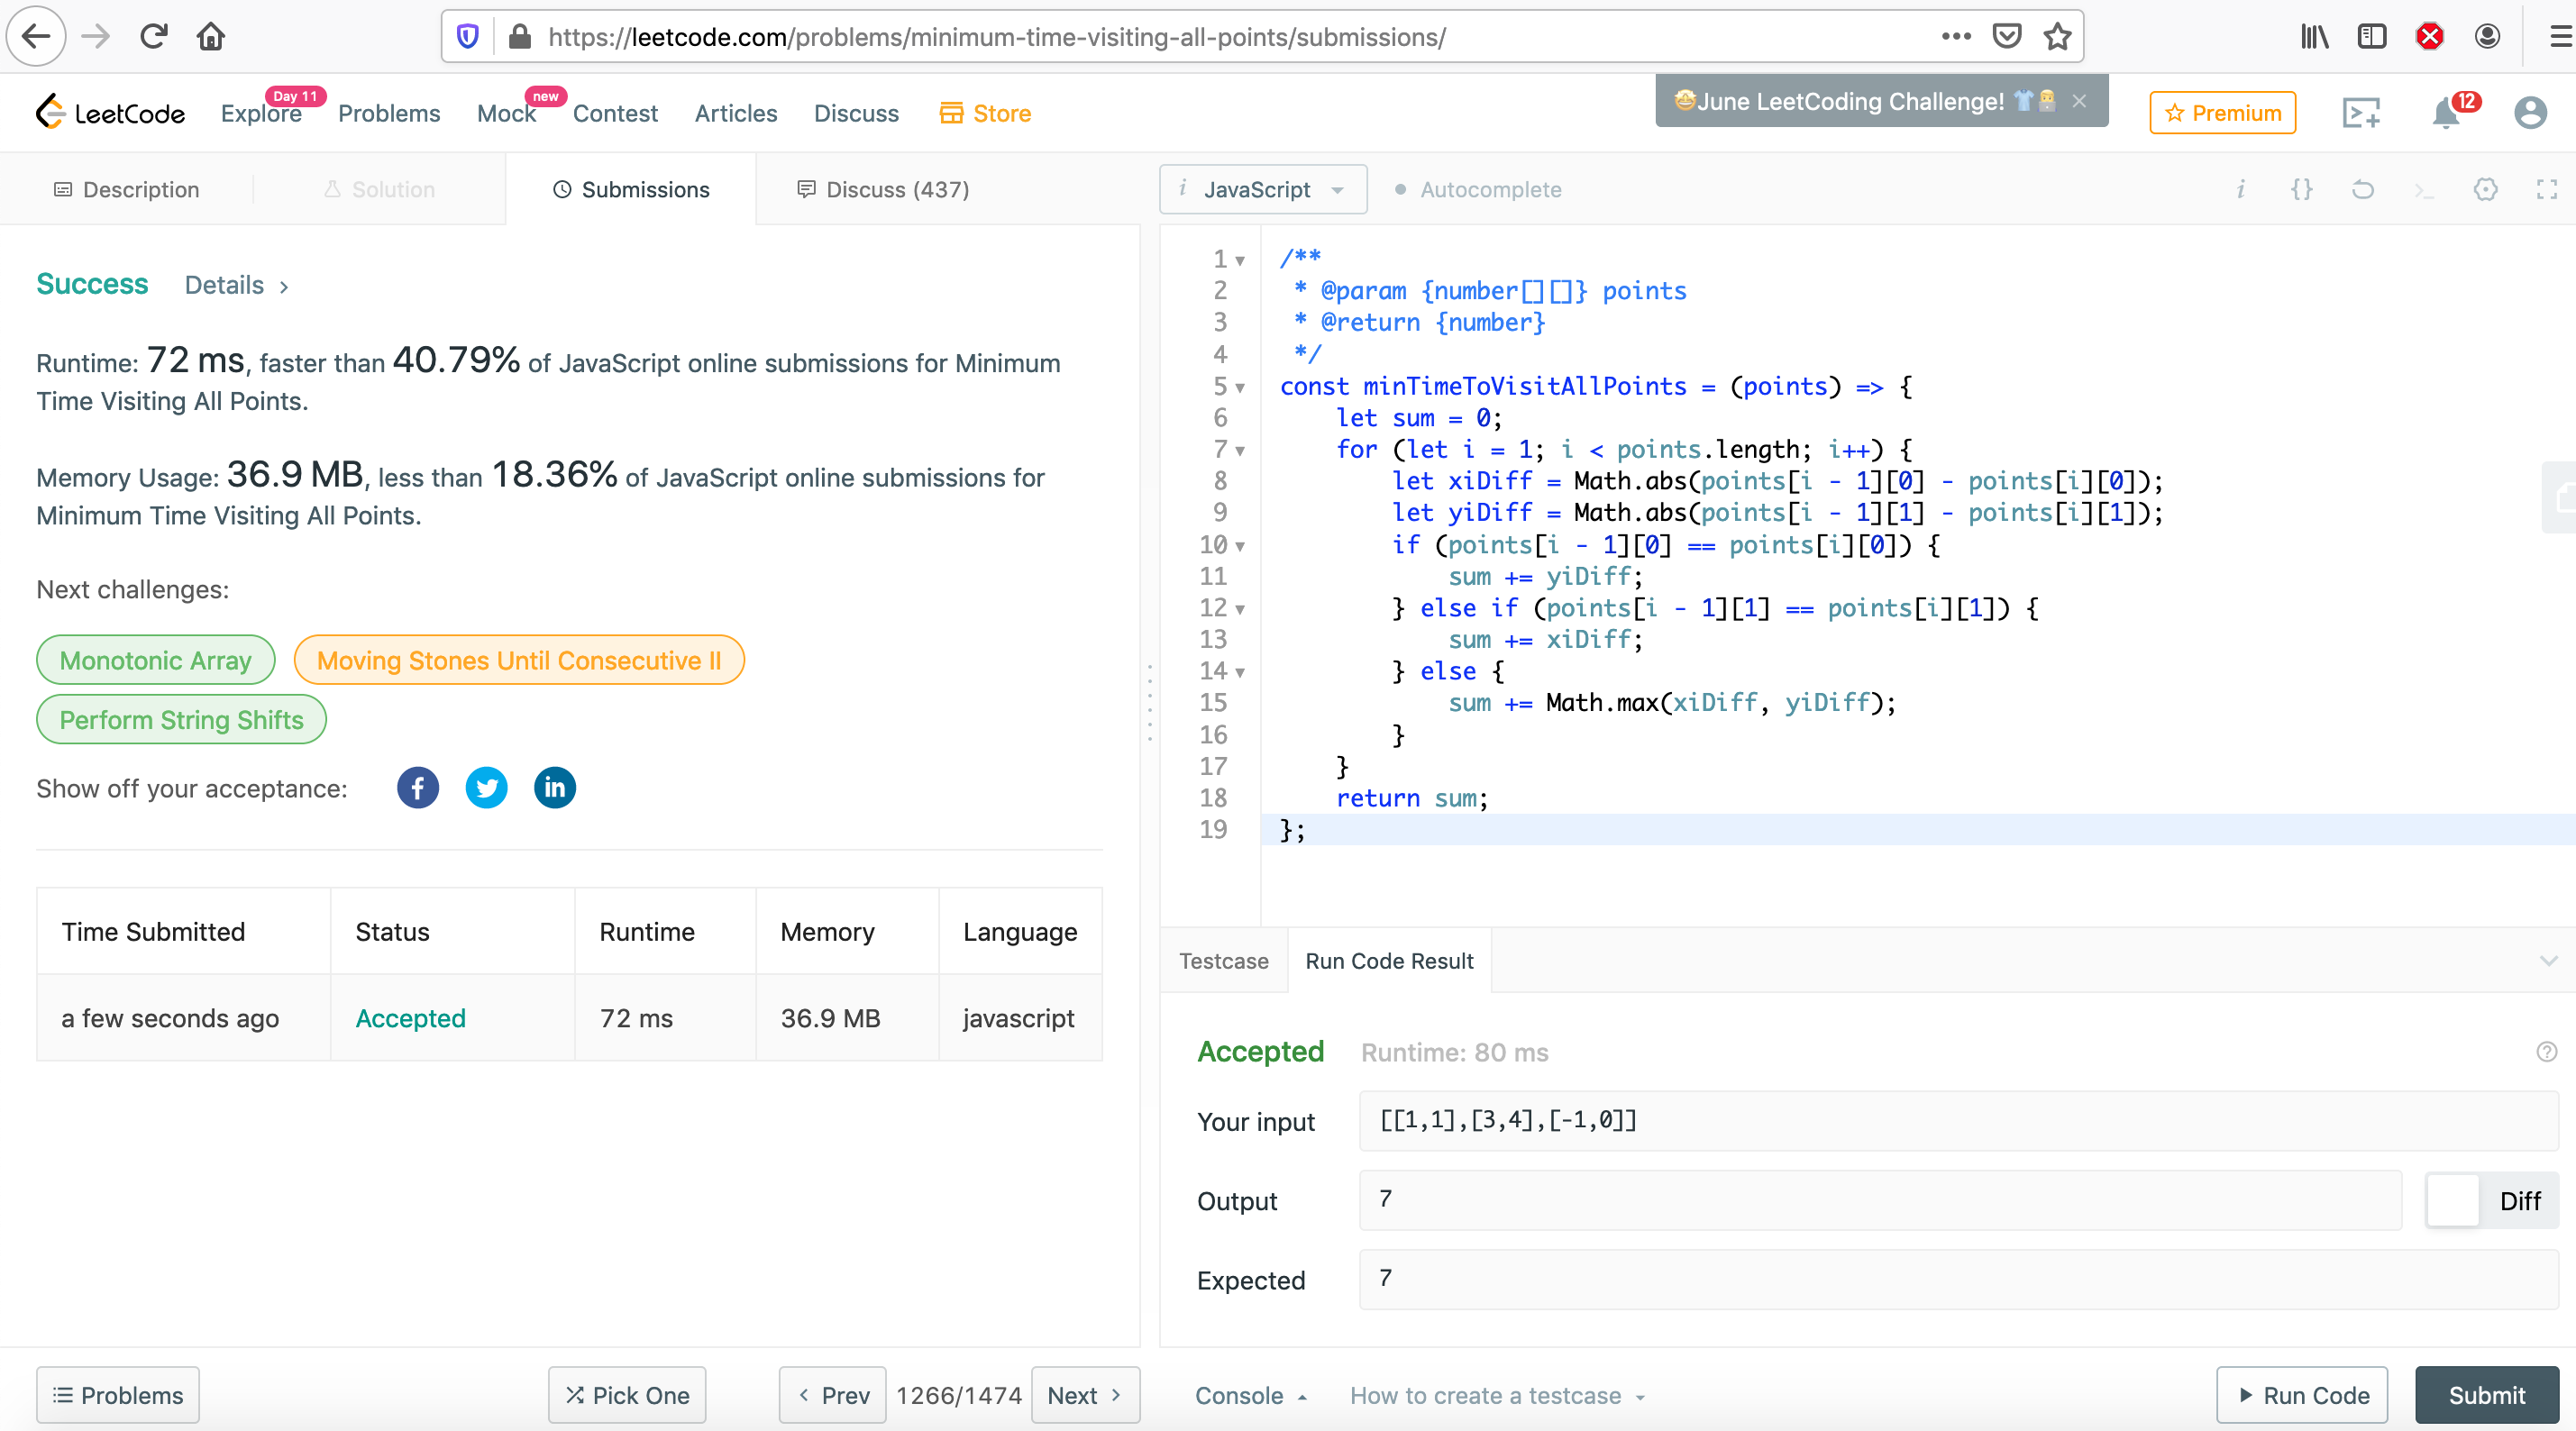 https://leetcode.com/problems/minimum-time-visiting-all-points/submissions/
LeetCode
Explore
Day 11
Problems
Mock
new
Contest
Articles
Discuss
Store
June LeetCoding Challenge!
Premium
12
Description
Solution
Submissions
Discuss (437)
i JavaScript
Autocomplete
i {} >_
Success Details >
Runtime: 72 ms, faster than 40.79% of JavaScript online submissions for Minimum
Time Visiting All Points.
Memory Usage: 36.9 MB, less than 18.36% of JavaScript online submissions for
Minimum Time Visiting All Points.
Next challenges:
Monotonic Array
Moving Stones Until Consecutive II
Perform String Shifts
Show off your acceptance:
Time Submitted Status Runtime Memory Language
a few seconds ago Accepted 72 ms 36.9 MB javascript
1 /**
2 * @param {number[][]} points
3 * @return {number}
4 */
5 const minTimeToVisitAllPoints = (points) => {
6 let sum = 0;
7 for (let i = 1; i < points.length; i++) {
8 let xiDiff = Math.abs(points[i - 1][0] - points[i][0]);
9 let yiDiff = Math.abs(points[i - 1][1] - points[i][1]);
10 if (points[i - 1][0] == points[i][0]) {
11 sum += yiDiff;
12 } else if (points[i - 1][1] == points[i][1]) {
13 sum += xiDiff;
14 } else {
15 sum += Math.max(xiDiff, yiDiff);
16 }
17 }
18 return sum;
19 };
Testcase
Run Code Result
Accepted Runtime: 80 ms
Your input [[1,1],[3,4],[-1,0]]
Output 7 Diff
Expected 7
Problems
Pick One
Prev
1266/1474
Next
Console
How to create a testcase
Run Code
Submit